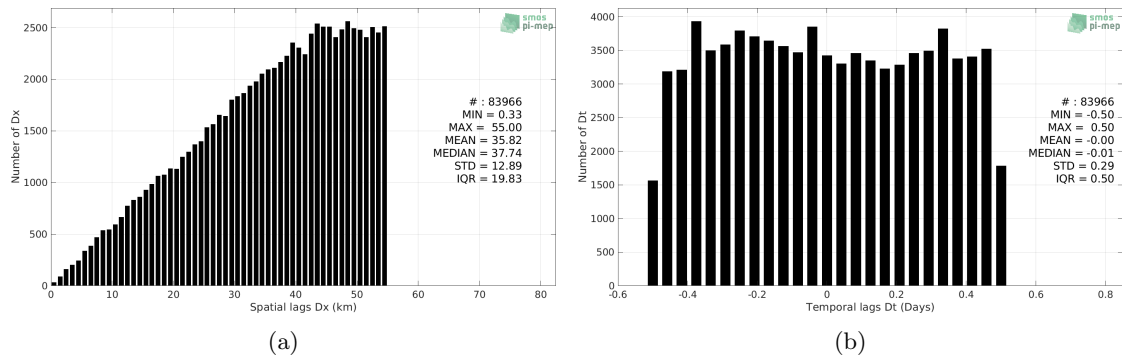 smos
pi-mep
2500
2000
1500
1000
500
0
Number of Dx
# : 83966
MIN = 0.33
MAX = 55.00
MEAN = 35.82
MEDIAN = 37.74
STD = 12.89
IQR = 19.83
0 10 20 30 40 50 60 70 80
Spatial lags Dx (km)
(a)
smos
pi-mep
4000
3500
3000
2500
2000
1500
1000
500
0
Number of Dt
# : 83966
MIN = -0.50
MAX = 0.50
MEAN = -0.00
MEDIAN = -0.01
STD = 0.29
IQR = 0.50
-0.6 -0.4 -0.2 0 0.2 0.4 0.6 0.8
Temporal lags Dt (Days)
(b)